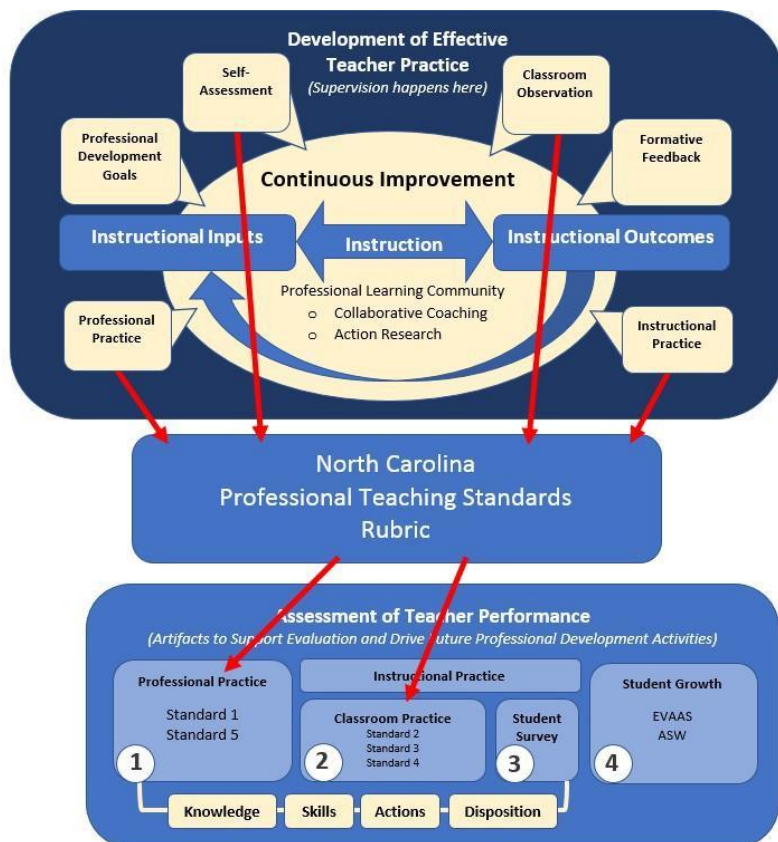 Development of Effective
Teacher Practice
(Supervision happens here)
Self-
Assessment
Classroom
Observation
Professional
Development
Goals
Formative
Feedback
Continuous Improvement
Instructional Inputs
Instruction
Instructional Outcomes
Professional Learning Community
o Collaborative Coaching
o Action Research
Professional
Practice
Instructional
Practice
North Carolina
Professional Teaching Standards
Rubric
Assessment of Teacher Performance
(Artifacts to Support Evaluation and Drive Future Professional Development Activities)
Professional Practice
Standard 1
Standard 5
1
Instructional Practice
Classroom Practice
Standard 2
Standard 3
Standard 4
2
Student
Survey
3
Student Growth
EVAAS
ASW
4
Knowledge
Skills
Actions
Disposition